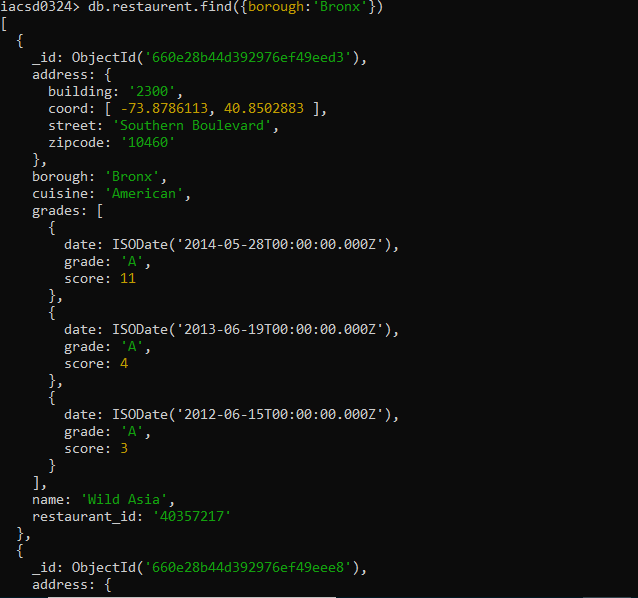 iacsd0324> db.restaurent.find({borough:'Bronx'})
[
  {
    _id: ObjectId('660e28b44d392976ef49eed3'),
    address: {
      building: '2300',
      coord: [ -73.8786113, 40.8502883 ],
      street: 'Southern Boulevard',
      zipcode: '10460'
    },
    borough: 'Bronx',
    cuisine: 'American',
    grades: [
      {
        date: ISODate('2014-05-28T00:00:00.000Z'),
        grade: 'A',
        score: 11
      },
      {
        date: ISODate('2013-06-19T00:00:00.000Z'),
        grade: 'A',
        score: 4
      },
      {
        date: ISODate('2012-06-15T00:00:00.000Z'),
        grade: 'A',
        score: 3
      }
    ],
    name: 'Wild Asia',
    restaurant_id: '40357217'
  },
  {
    _id: ObjectId('660e28b44d392976ef49eee8'),
    address: {